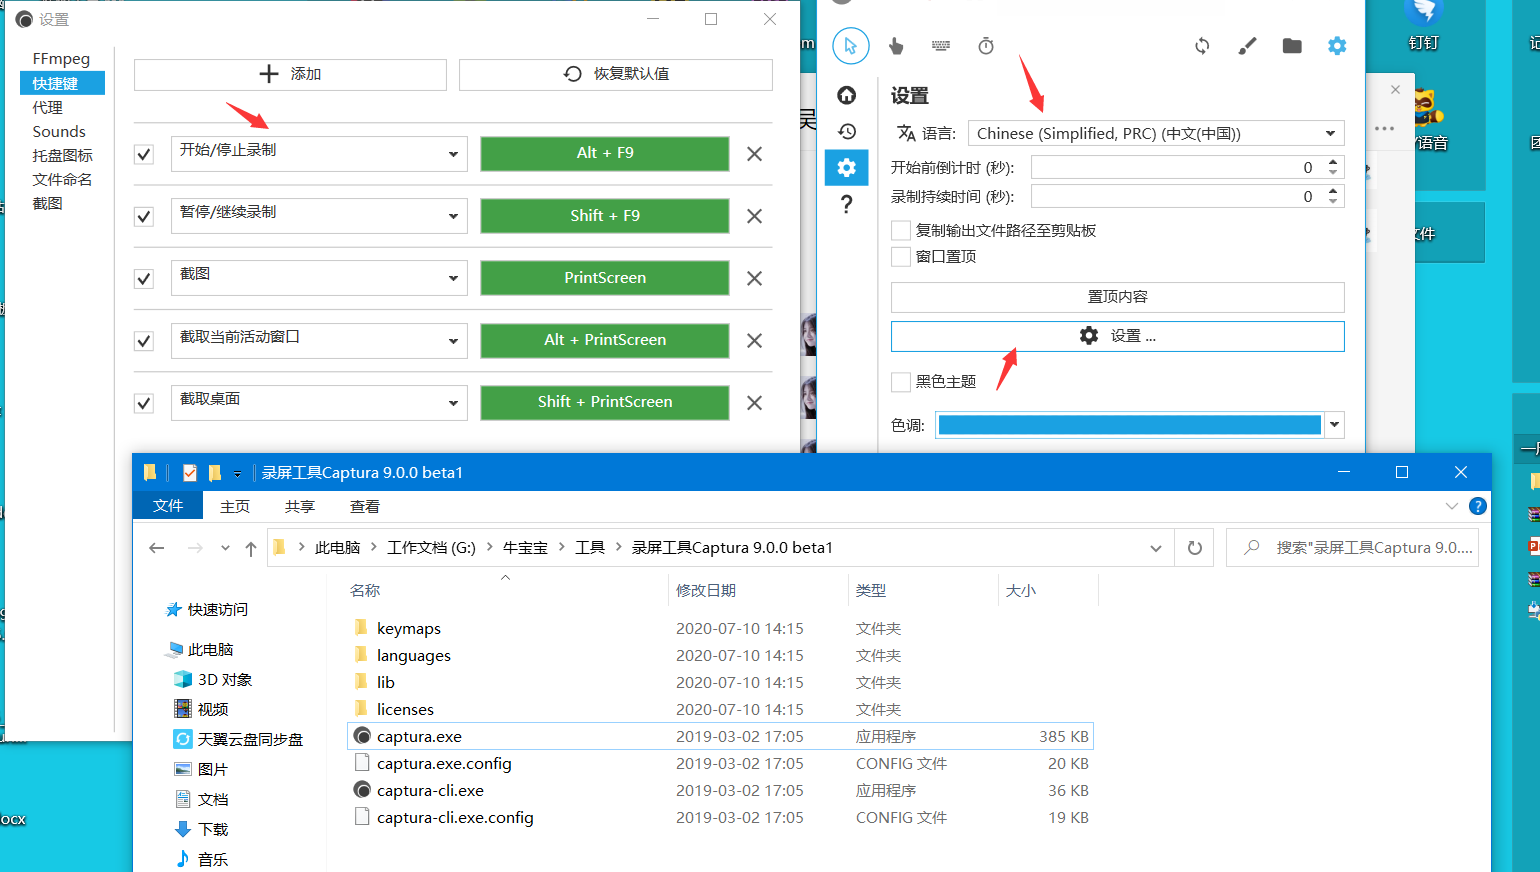 设置
FFmpeg
快捷键
代理
Sounds
托盘图标
文件命名
截图
添加
恢复默认值
开始/停止录制
Alt + F9
暂停/继续录制
Shift + F9
截图
PrintScreen
截取当前活动窗口
Alt + PrintScreen
截取桌面
Shift + PrintScreen
设置
语言:
Chinese (Simplified, PRC) (中文(中国))
开始前倒计时 (秒):
0
录制持续时间 (秒):
0
复制输出文件路径至剪贴板
窗口置顶
置顶内容
设置 ...
黑色主题
色调:
钉钉
语音
文件
录屏工具Captura 9.0.0 beta1
文件
主页
共享
查看
此电脑
工作文档 (G:)
牛宝宝
工具
录屏工具Captura 9.0.0 beta1
搜索"录屏工具Captura 9.0....
快速访问
此电脑
3D 对象
视频
天翼云盘同步盘
图片
文档
下载
音乐
名称
修改日期
类型
大小
keymaps
2020-07-10 14:15
文件夹
languages
2020-07-10 14:15
文件夹
lib
2020-07-10 14:15
文件夹
licenses
2020-07-10 14:15
文件夹
captura.exe
2019-03-02 17:05
应用程序
385 KB
captura.exe.config
2019-03-02 17:05
CONFIG 文件
20 KB
captura-cli.exe
2019-03-02 17:05
应用程序
36 KB
captura-cli.exe.config
2019-03-02 17:05
CONFIG 文件
19 KB
ocx